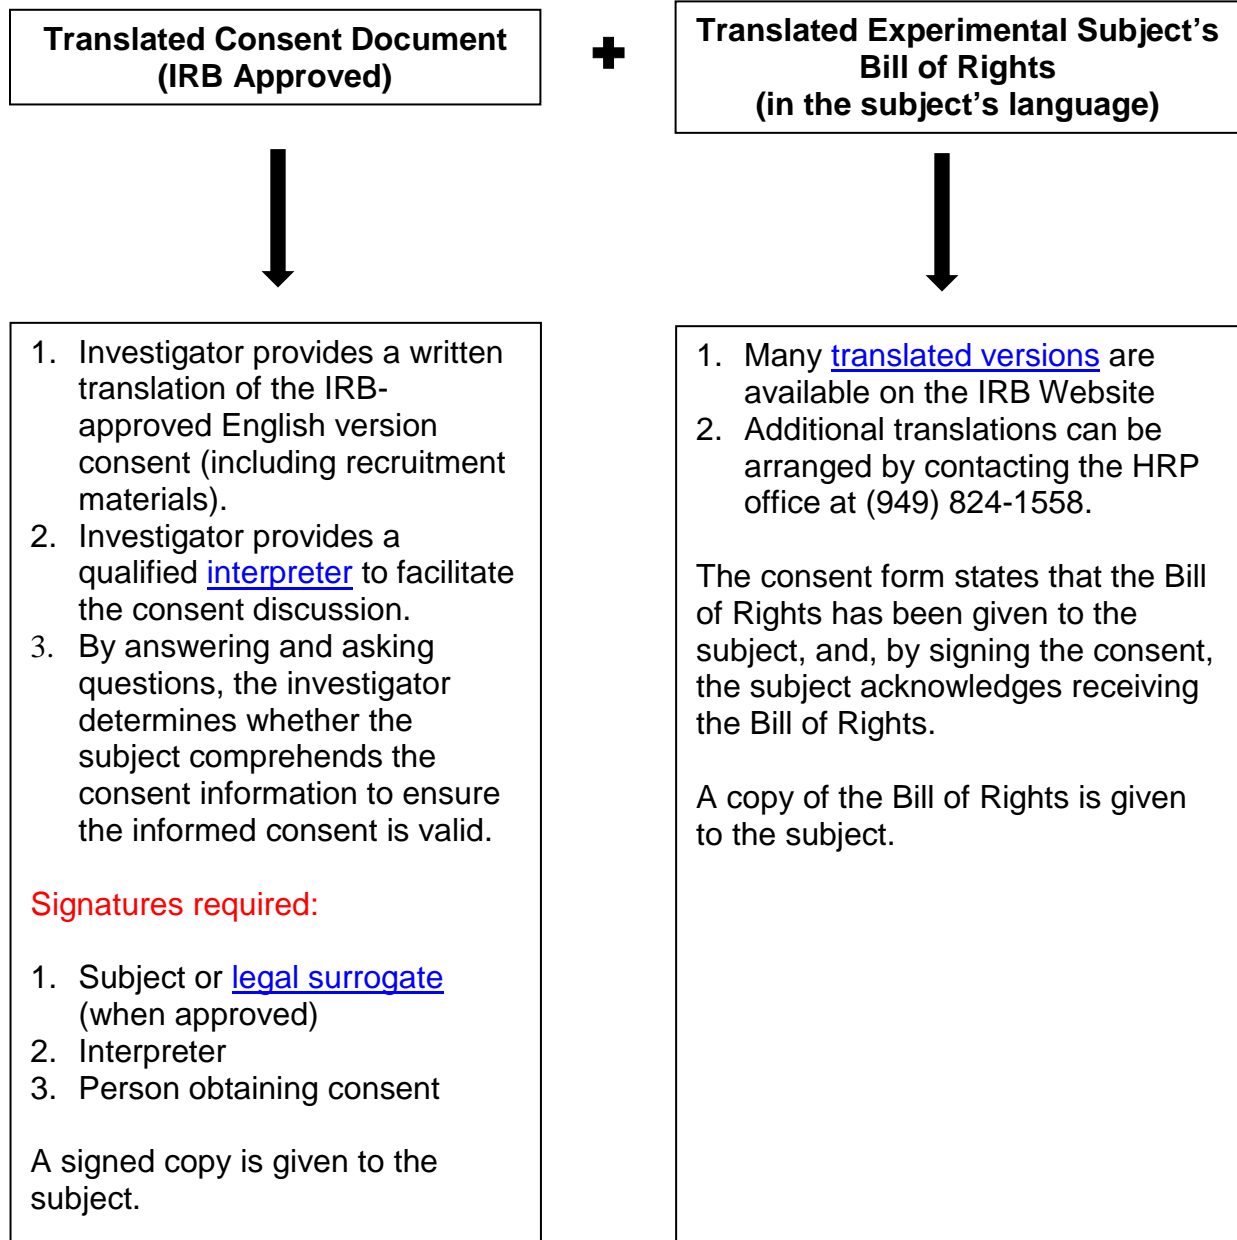 Translated Consent Document
(IRB Approved)
Translated Experimental Subject's
Bill of Rights
(in the subject's language)
1. Investigator provides a written
translation of the IRB-
approved English version
consent (including recruitment
materials).
2. Investigator provides a
qualified interpreter to facilitate
the consent discussion.
3. By answering and asking
questions, the investigator
determines whether the
subject comprehends the
consent information to ensure
the informed consent is valid.
Signatures required:
1. Subject or legal surrogate
(when approved)
2. Interpreter
3. Person obtaining consent
A signed copy is given to the
subject.
1. Many translated versions are
available on the IRB Website
2. Additional translations can be
arranged by contacting the HRP
office at (949) 824-1558.
The consent form states that the Bill
of Rights has been given to the
subject, and, by signing the consent,
the subject acknowledges receiving
the Bill of Rights.
A copy of the Bill of Rights is given
to the subject.